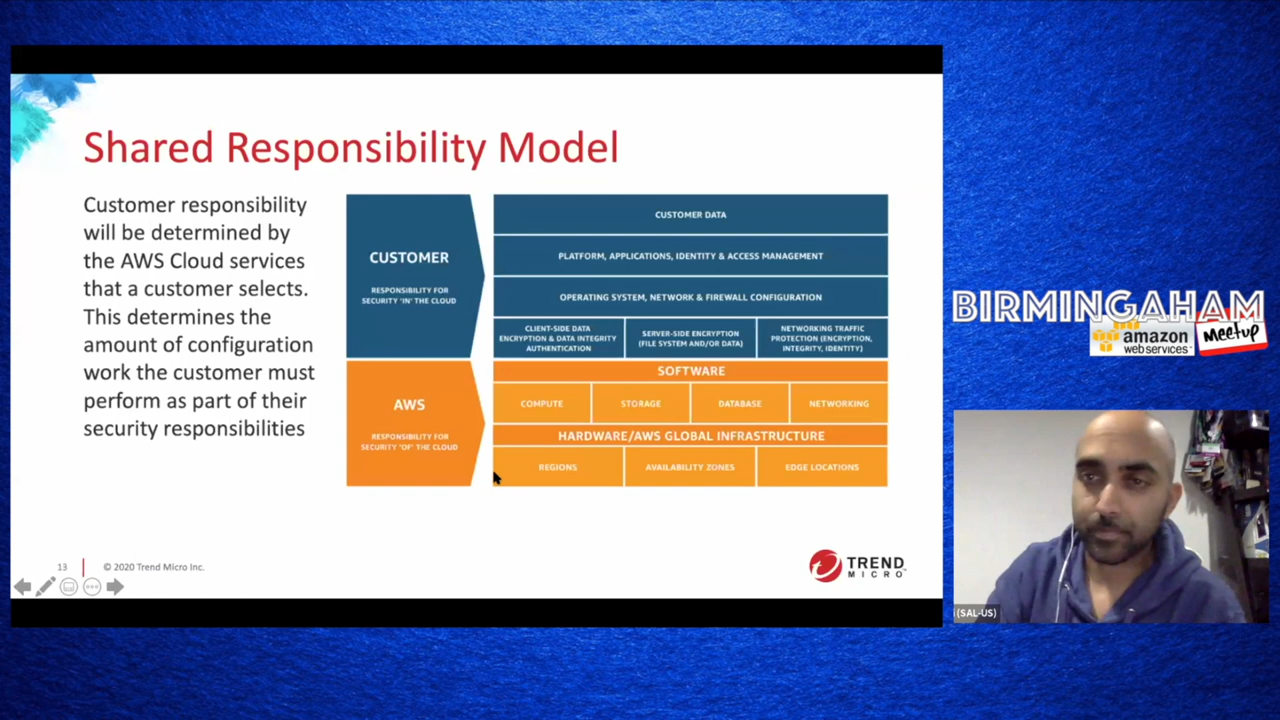 Shared Responsibility Model
Customer responsibility
will be determined by
the AWS Cloud services
that a customer selects.
This determines the
amount of configuration
work the customer must
perform as part of their
security responsibilities
CUSTOMER
RESPONSIBILITY FOR
SECURITY 'IN' THE CLOUD
CUSTOMER DATA
PLATFORM, APPLICATIONS, IDENTITY & ACCESS MANAGEMENT
OPERATING SYSTEM, NETWORK & FIREWALL CONFIGURATION
CLIENT-SIDE DATA
ENCRYPTION & DATA INTEGRITY
AUTHENTICATION
SERVER-SIDE ENCRYPTION
(FILE SYSTEM AND/OR DATA)
NETWORKING TRAFFIC
PROTECTION (ENCRYPTION,
INTEGRITY, IDENTITY)
AWS
RESPONSIBILITY FOR
SECURITY 'OF' THE CLOUD
SOFTWARE
COMPUTE
STORAGE
DATABASE
NETWORKING
HARDWARE/AWS GLOBAL INFRASTRUCTURE
REGIONS
AVAILABILITY ZONES
EDGE LOCATIONS
13
© 2020 Trend Micro Inc.
TREND
MICRO™
BIRMINGAHAM
amazon
web services
Meetup
(SAL-US)